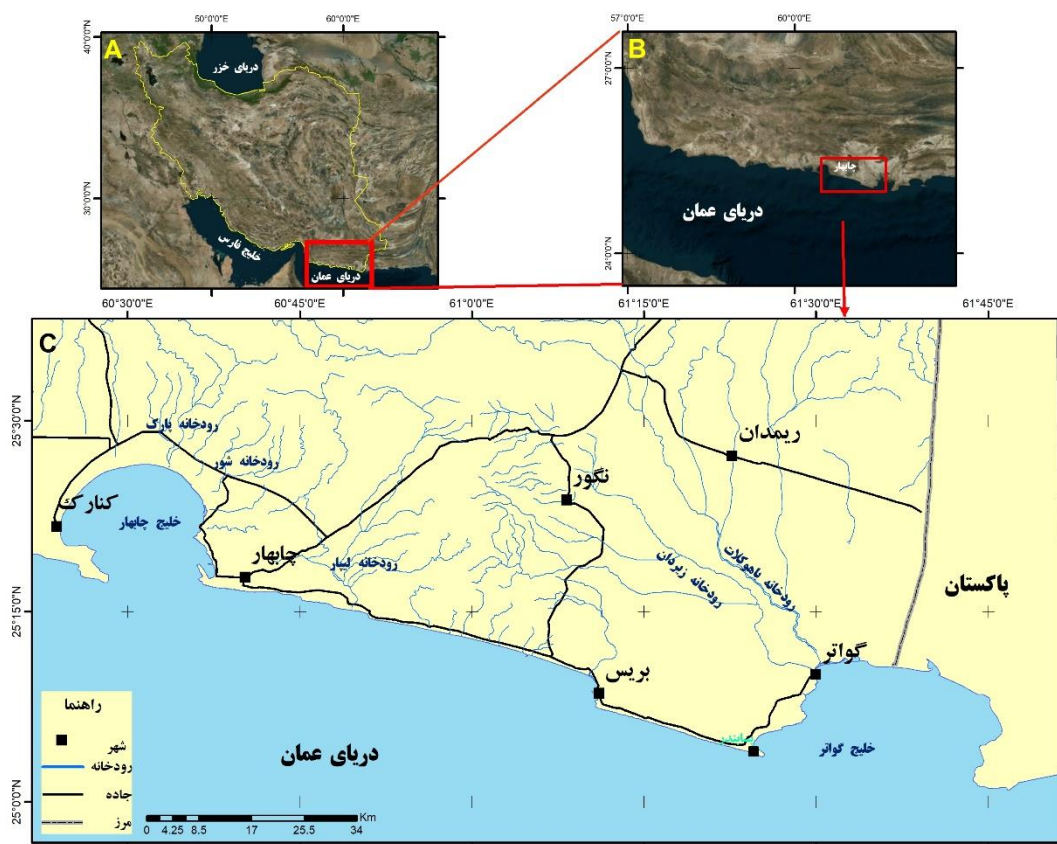 50°0'0"E 60°0'0"E
40°0'0"N
30°0'0"N
A
دریای خزر
خلیج فارس
دریای عمان
57°0'0"E 60°0'0"E
27°0'0"N
24°0'0"N
B
چابهار
دریای عمان
60°30'0"E 60°45'0"E 61°0'0"E 61°15'0"E 61°30'0"E 61°45'0"E
C
25°30'0"N
25°15'0"N
25°0'0"N
رودخانه پارک
رودخانه شور
ریمدان
نگور
کنارک
خلیج چابهار
چابهار
رودخانه لیپار
رودخانه باهوکلات
رودخانه زیردان
پاکستان
گواتر
بریس
پسابندر
خلیج گواتر
دریای عمان
راهنما
شهر
رودخانه
جاده
مرز
Km
0 4.25 8.5 17 25.5 34